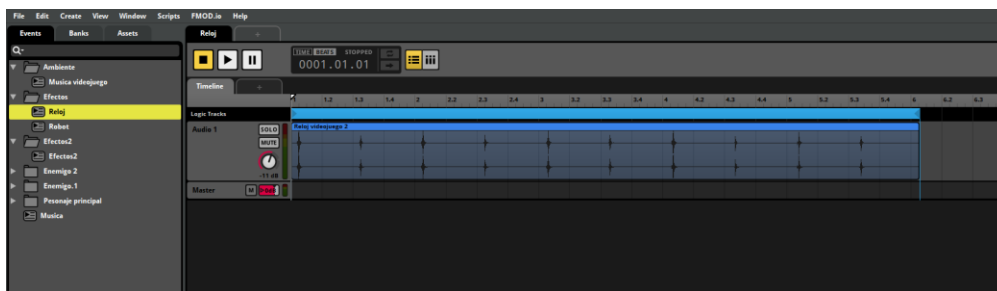 File Edit Create View Window Scripts FMOD.io Help
Events Banks Assets
Reloj
TIME BEATS STOPPED
0001.01.01
Ambiente
Musica videojuego
Efectos
Reloj
Robot
Efectos2
Efectos2
Enemigo 2
Enemigo.1
Pesonaje principal
Musica
Timeline
1.2 1.3 1.4 2 2.2 2.3 2.4 3 3.2 3.3 3.4 4 4.2 4.3 4.4 5 5.2 5.3 5.4 6 6.2 6.3
Logic Tracks
Audio 1
SOLO
MUTE
-11 dB
Reloj videojuego 2
Master M